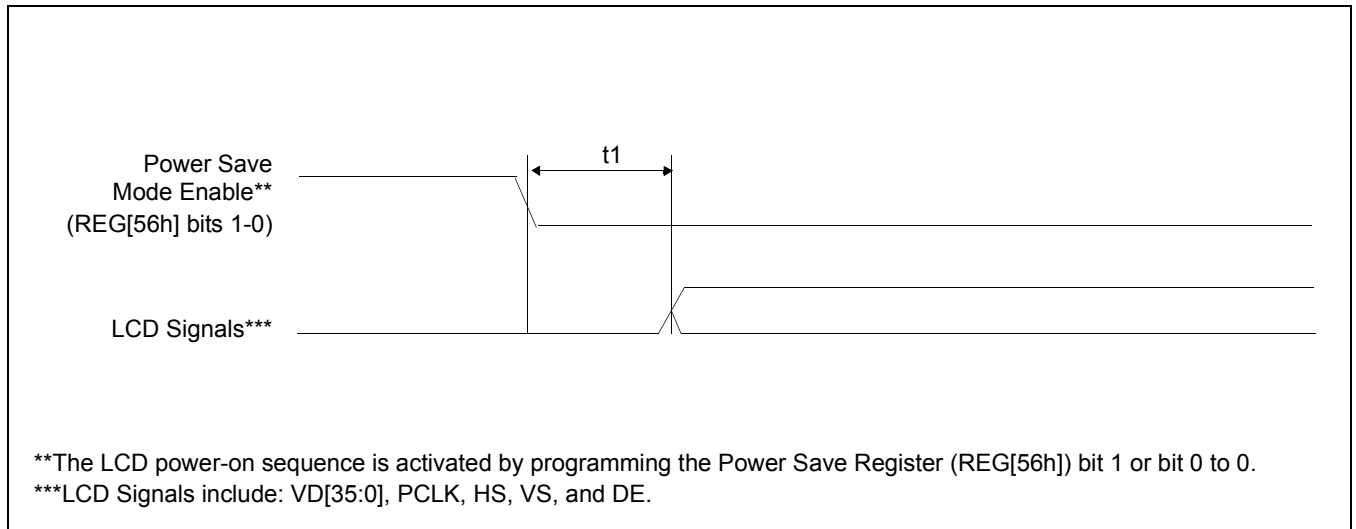 t1
Power Save
Mode Enable**
(REG[56h] bits 1-0)
LCD Signals***
**The LCD power-on sequence is activated by programming the Power Save Register (REG[56h]) bit 1 or bit 0 to 0.
***LCD Signals include: VD[35:0], PCLK, HS, VS, and DE.